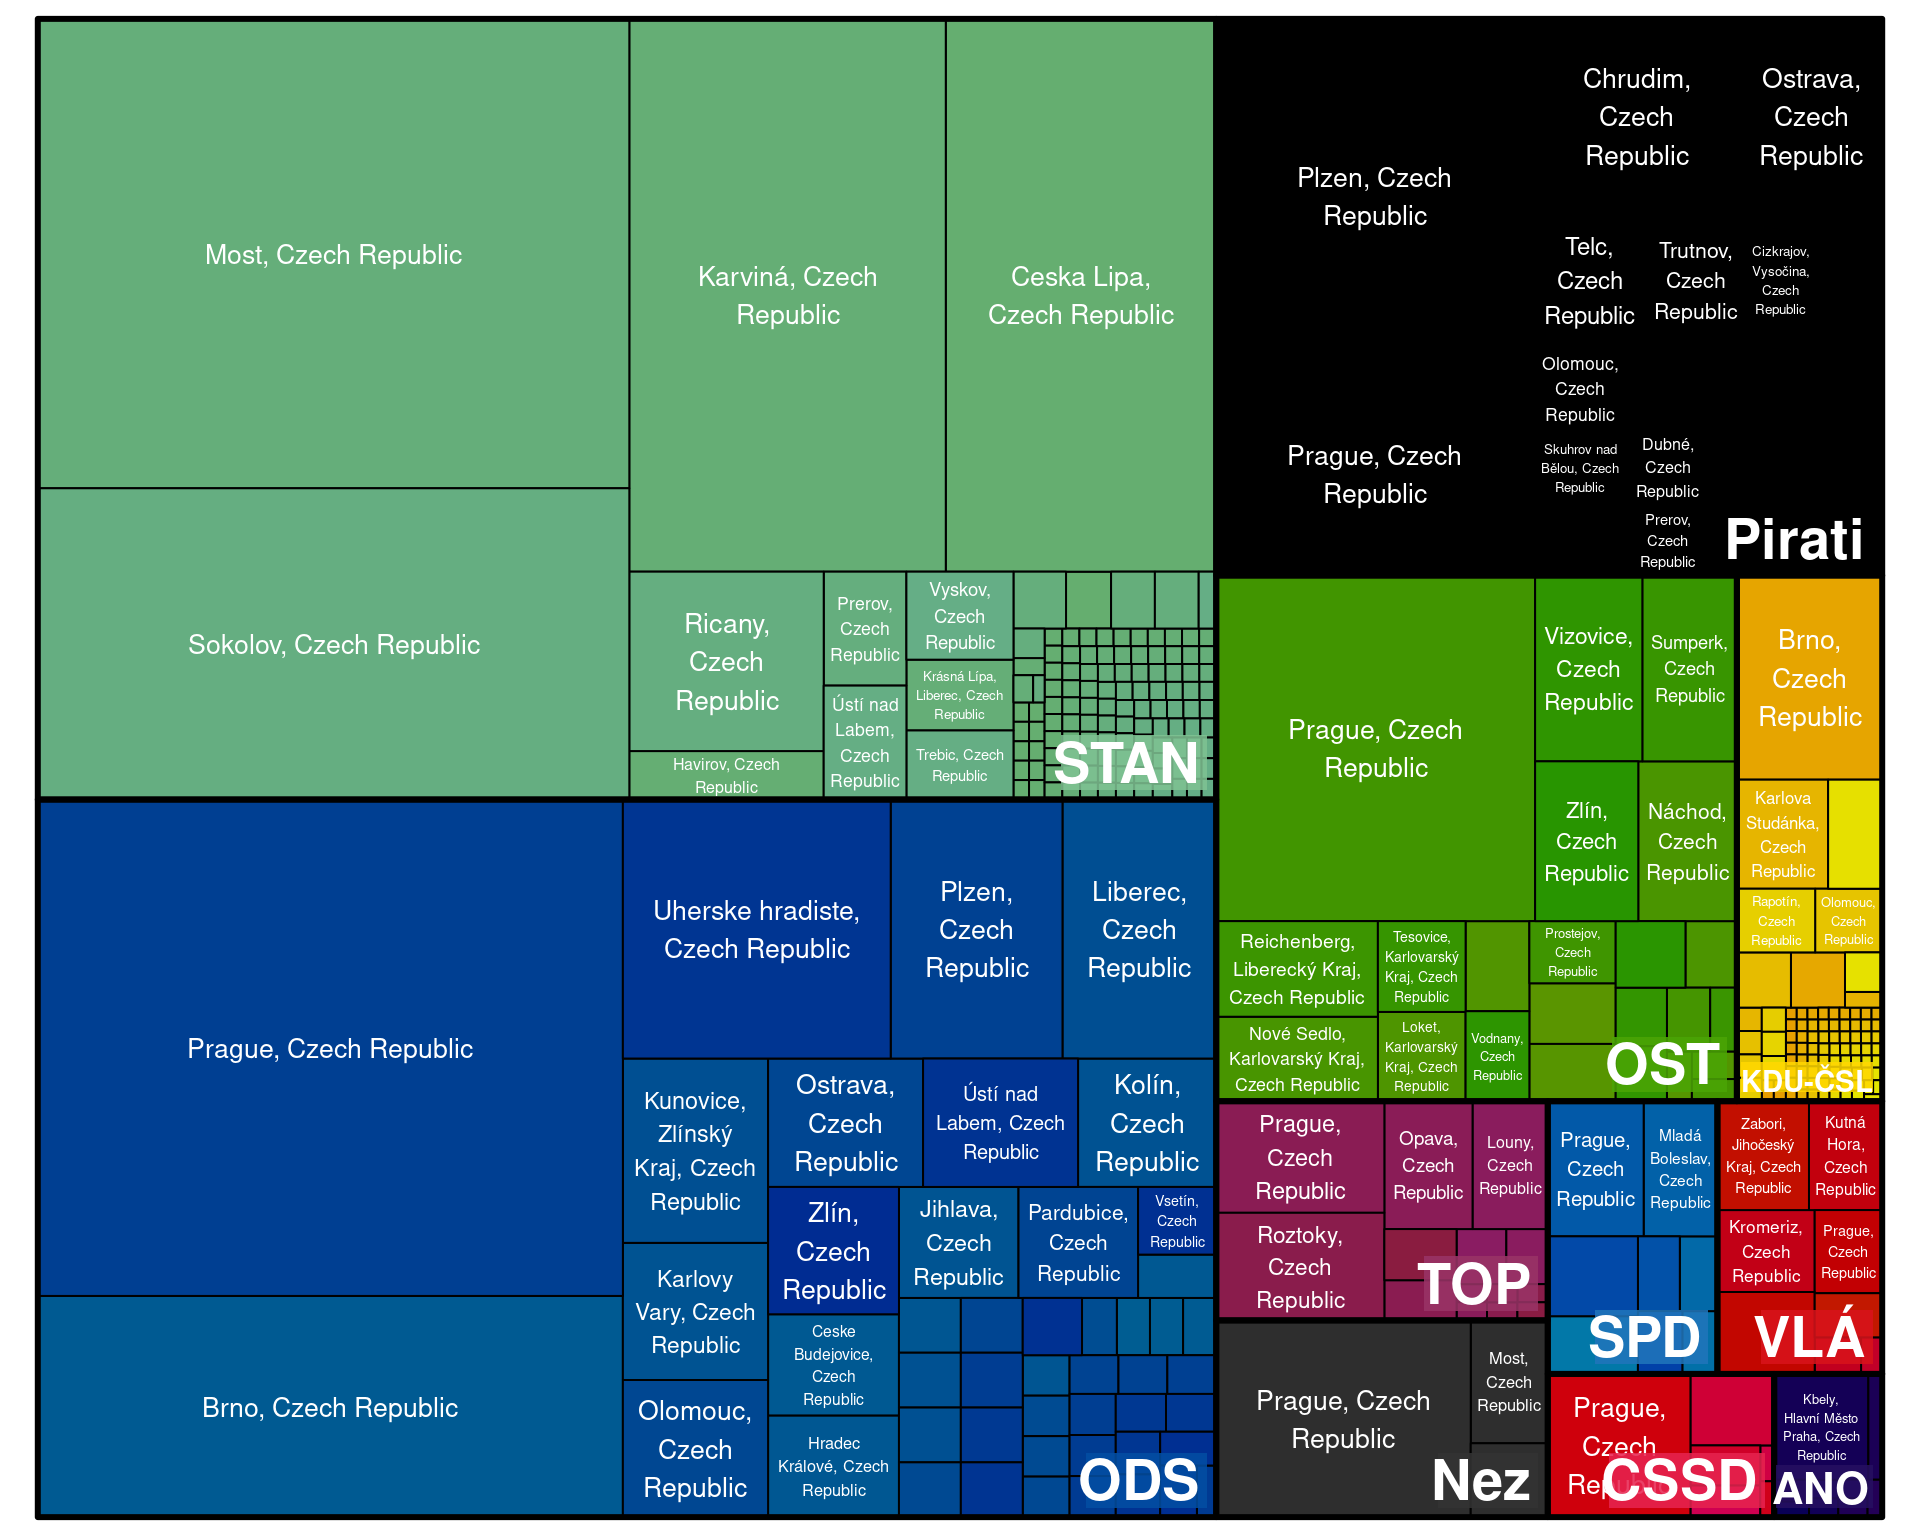 Most, Czech Republic
Sokolov, Czech Republic
Karviná, Czech
Republic
Ceska Lipa,
Czech Republic
Ricany,
Czech
Republic
Havirov, Czech
Republic
Prerov,
Czech
Republic
Ústí nad
Labem,
Czech
Republic
Vyskov,
Czech
Republic
Krásná Lípa,
Liberec, Czech
Republic
Trebic, Czech
Republic
STAN
Plzen, Czech
Republic
Prague, Czech
Republic
Chrudim,
Czech
Republic
Ostrava,
Czech
Republic
Telc,
Czech
Republic
Trutnov,
Czech
Republic
Cizkrajov,
Vysočina,
Czech
Republic
Olomouc,
Czech
Republic
Skuhrov nad
Bělou, Czech
Republic
Dubné,
Czech
Republic
Prerov,
Czech
Republic
Pirati
Prague, Czech Republic
Brno, Czech Republic
Uherske hradiste,
Czech Republic
Plzen,
Czech
Republic
Liberec,
Czech
Republic
Kunovice,
Zlínský
Kraj, Czech
Republic
Karlovy
Vary, Czech
Republic
Olomouc,
Czech
Republic
Ostrava,
Czech
Republic
Ústí nad
Labem, Czech
Republic
Kolín,
Czech
Republic
Zlín,
Czech
Republic
Ceske
Budejovice,
Czech
Republic
Hradec
Králové, Czech
Republic
Jihlava,
Czech
Republic
Pardubice,
Czech
Republic
Vsetín,
Czech
Republic
ODS
Prague, Czech
Republic
Vizovice,
Czech
Republic
Sumperk,
Czech
Republic
Zlín,
Czech
Republic
Náchod,
Czech
Republic
Reichenberg,
Liberecký Kraj,
Czech Republic
Nové Sedlo,
Karlovarský Kraj,
Czech Republic
Tesovice,
Karlovarský
Kraj, Czech
Republic
Loket,
Karlovarský
Kraj, Czech
Republic
Vodnany,
Czech
Republic
Prostejov,
Czech
Republic
OST
Brno,
Czech
Republic
Karlova
Studánka,
Czech
Republic
Rapotín,
Czech
Republic
Olomouc,
Czech
Republic
KDU-ČSL
Prague,
Czech
Republic
Roztoky,
Czech
Republic
Opava,
Czech
Republic
Louny,
Czech
Republic
TOP
Prague,
Czech
Republic
Mladá
Boleslav,
Czech
Republic
SPD
Zabori,
Jihočeský
Kraj, Czech
Republic
Kutná
Hora,
Czech
Republic
Kromeriz,
Czech
Republic
Prague,
Czech
Republic
VLÁ
Prague, Czech
Republic
Most,
Czech
Republic
Nez
Prague,
Czech
Republic
CSSD
Kbely,
Hlavní Město
Praha, Czech
Republic
ANO